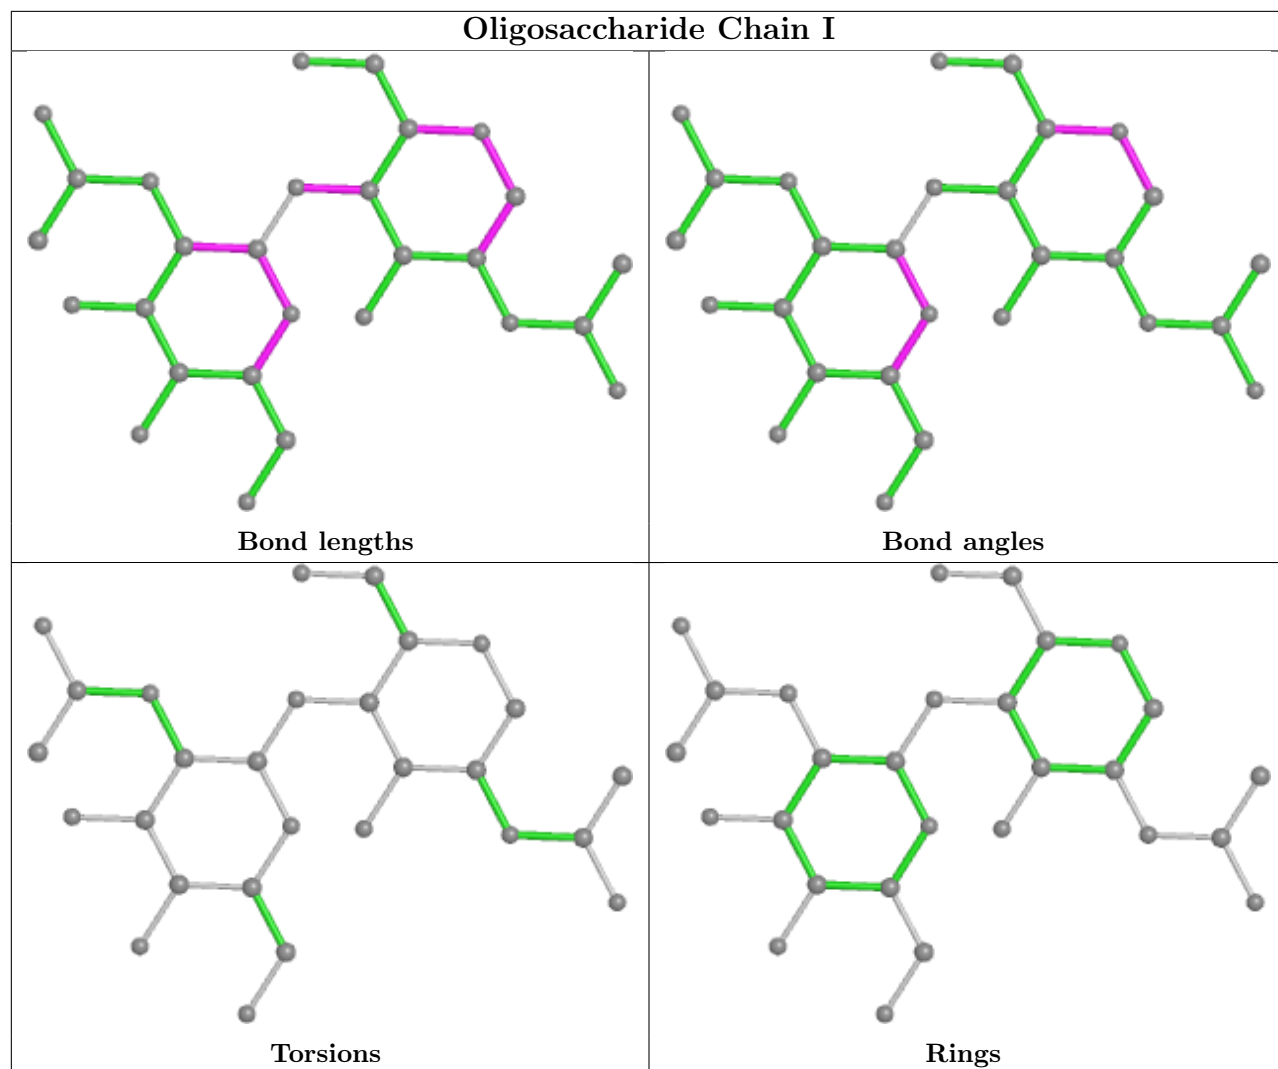 Oligosaccharide Chain I
Bond lengths
Bond angles
Torsions
Rings